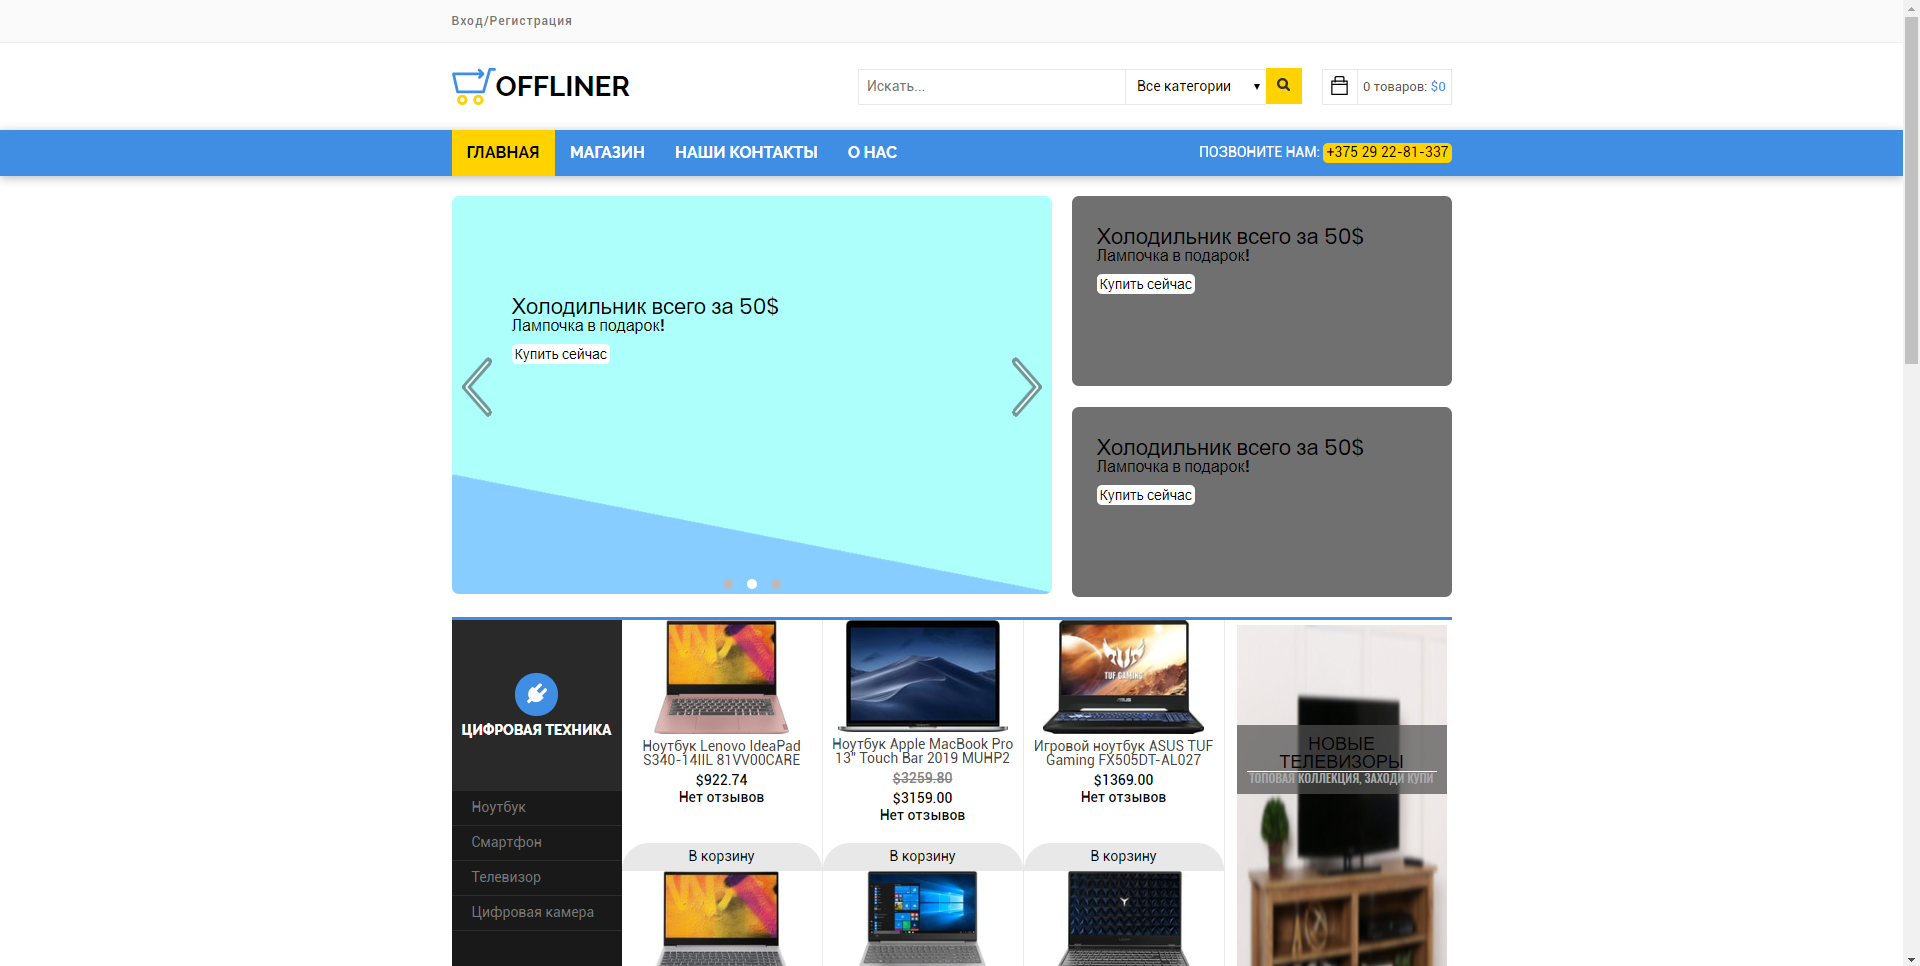 Вход/Регистрация
OFFLINER
Искать...
Все категории
0 товаров: $0
ГЛАВНАЯ
МАГАЗИН
НАШИ КОНТАКТЫ
О НАС
ПОЗВОНИТЕ НАМ: +375 29 22-81-337
Холодильник всего за 50$
Лампочка в подарок!
Купить сейчас
Холодильник всего за 50$
Лампочка в подарок!
Купить сейчас
Холодильник всего за 50$
Лампочка в подарок!
Купить сейчас
ЦИФРОВАЯ ТЕХНИКА
Ноутбук
Смартфон
Телевизор
Цифровая камера
Ноутбук Lenovo IdeaPad
S340-14IIL 81VV00CARE
$922.74
Нет отзывов
В корзину
Ноутбук Apple MacBook Pro
13" Touch Bar 2019 MUHP2
$3259.80
$3159.00
Нет отзывов
В корзину
TUF GAMING
Игровой ноутбук ASUS TUF
Gaming FX505DT-AL027
$1369.00
Нет отзывов
В корзину
НОВЫЕ
ТЕЛЕВИЗОРЫ
ТОПОВАЯ КОЛЛЕКЦИЯ, ЗАХОДИ КУПИ